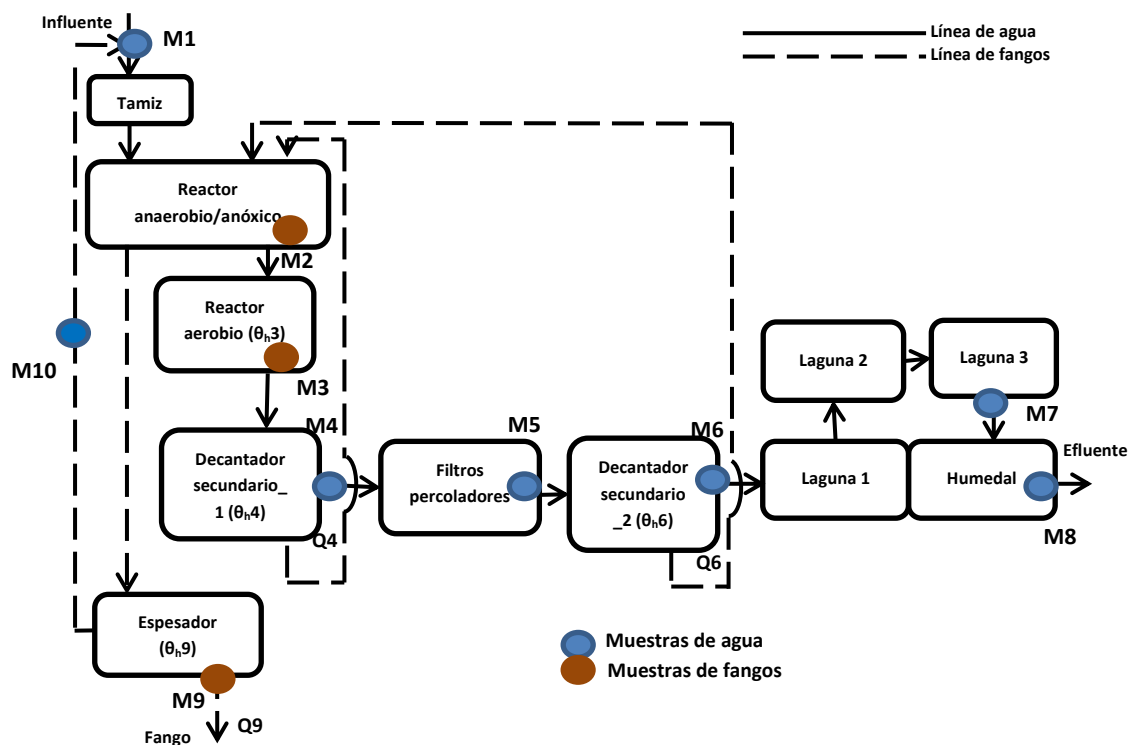 Influente
M1
Línea de agua
Línea de fangos
Tamiz
Reactor
anaerobio/anóxico
M2
Reactor
aerobio (θh3)
M3
M10
Laguna 2
Laguna 3
M7
M4
M5
M6
Decantador
secundario_
1 (θh4)
Filtros
percoladores
Decantador
secundario
_2 (θh6)
Laguna 1
Humedal
Efluente
M8
Q4
Q6
Espesador
(θh9)
Muestras de agua
Muestras de fangos
M9
Q9
Fango